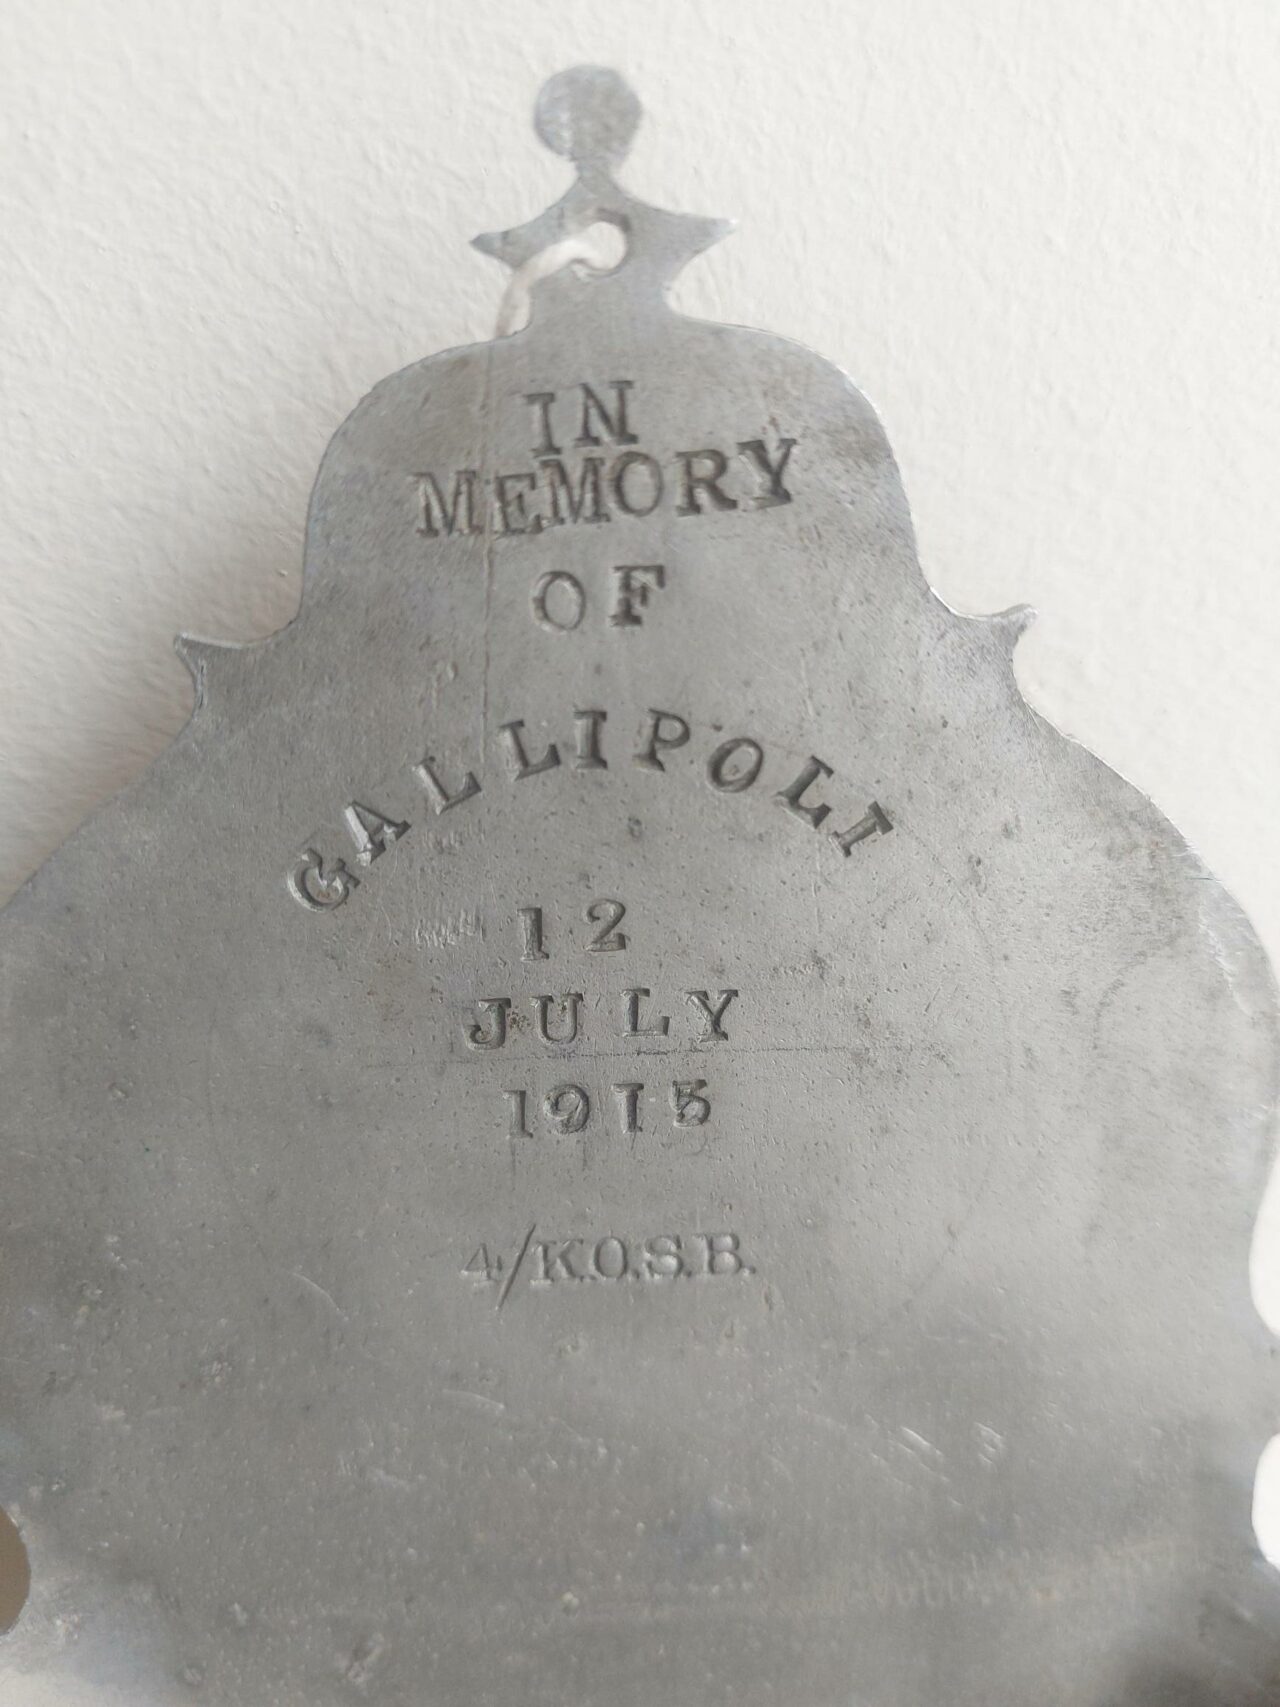 IN
MEMORY
OF
GALLIPOLI
12
JULY
1915
4/K.O.S.B.